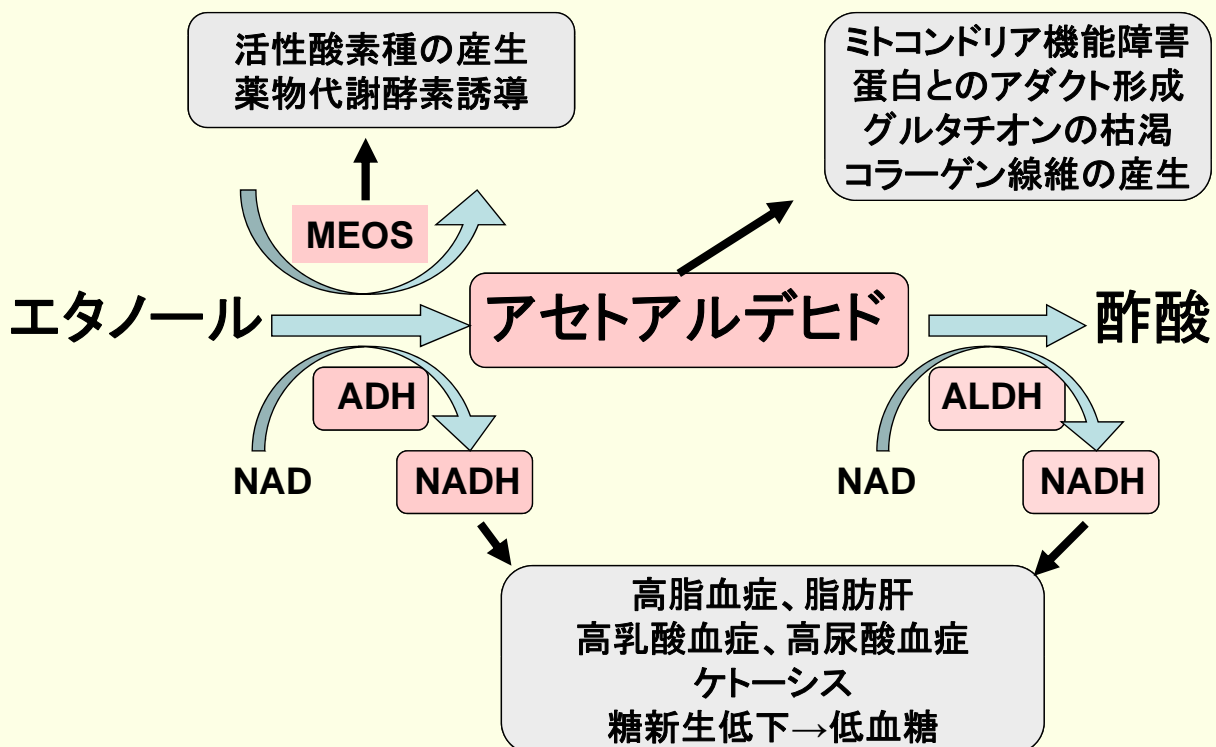 活性酸素種の産生
薬物代謝酵素誘導
ミトコンドリア機能障害
蛋白とのアダクト形成
グルタチオンの枯渇
コラーゲン線維の産生
MEOS
エタノール
アセトアルデヒド
酢酸
ADH
ALDH
NAD
NADH
NAD
NADH
高脂血症、脂肪肝
高乳酸血症、高尿酸血症
ケトーシス
糖新生低下→低血糖